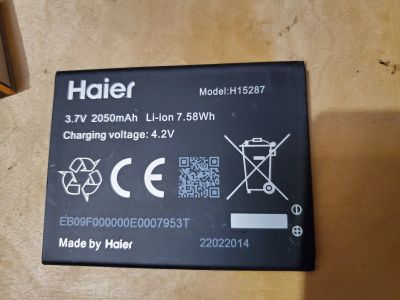 Haier
Model:H15287
3.7V 2050mAh Li-ion 7.58Wh
Charging voltage: 4.2V
EB09F000000E0007953T
Made by Haier
22022014